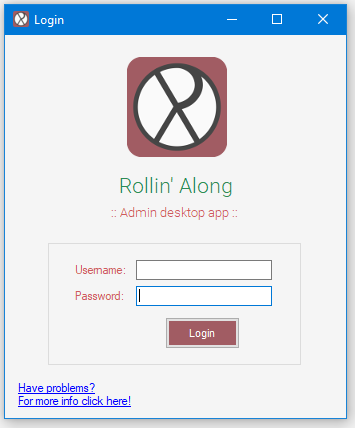 Login
Rollin' Along
:: Admin desktop app ::
Username:
Password:
Login
Have problems?
For more info click here!